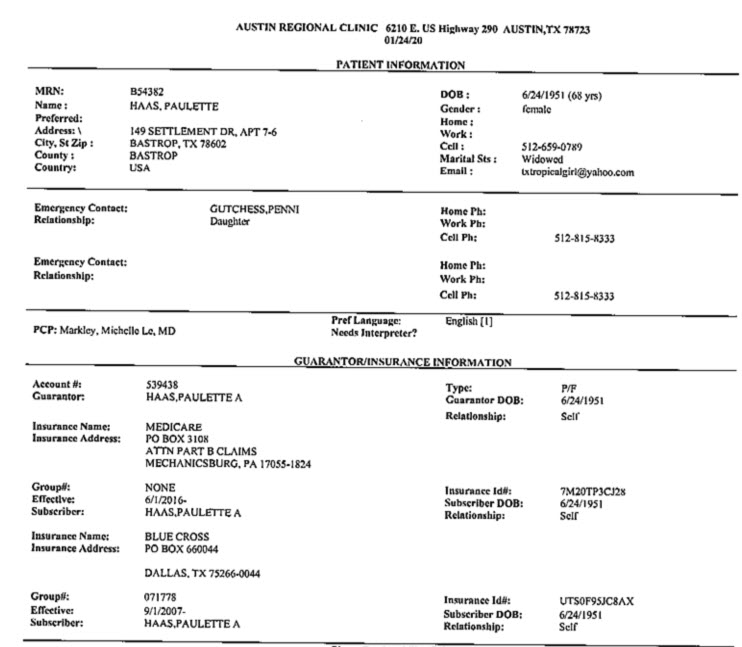 AUSTIN REGIONAL CLINIC 6210 E. US Highway 290 AUSTIN,TX 78723
01/24/20
PATIENT INFORMATION
MRN: B54382 DOB : 6/24/1951 (68 yrs)
Name : HAAS, PAULETTE Gender : female
Preferred: Home :
Address: \ 149 SETTLEMENT DR, APT 7-6 Work :
City, St Zip : BASTROP, TX 78602 Cell : 512-659-0789
County : BASTROP Marital Sts : Widowed
Country: USA Email : txtropicalgirl@yahoo.com
Emergency Contact: GUTCHESS,PENNI Home Ph:
Relationship: Daughter Work Ph:
Cell Ph: 512-815-8333
Emergency Contact: Home Ph:
Relationship: Work Ph:
Cell Ph: 512-815-8333
PCP: Markley, Michelle Le, MD Pref Language: English [1]
Needs Interpreter?
GUARANTOR/INSURANCE INFORMATION
Account #: 539438 Type: P/F
Guarantor: HAAS,PAULETTE A Guarantor DOB: 6/24/1951
Relationship: Self
Insurance Name: MEDICARE
Insurance Address: PO BOX 3108
ATTN PART B CLAIMS
MECHANICSBURG, PA 17055-1824
Group#: NONE Insurance Id#: 7M20TP3CJ28
Effective: 6/1/2016- Subscriber DOB: 6/24/1951
Subscriber: HAAS,PAULETTE A Relationship: Self
Insurance Name: BLUE CROSS
Insurance Address: PO BOX 660044
DALLAS, TX 75266-0044
Group#: 071778 Insurance Id#: UTS0F95JC8AX
Effective: 9/1/2007- Subscriber DOB: 6/24/1951
Subscriber: HAAS,PAULETTE A Relationship: Self